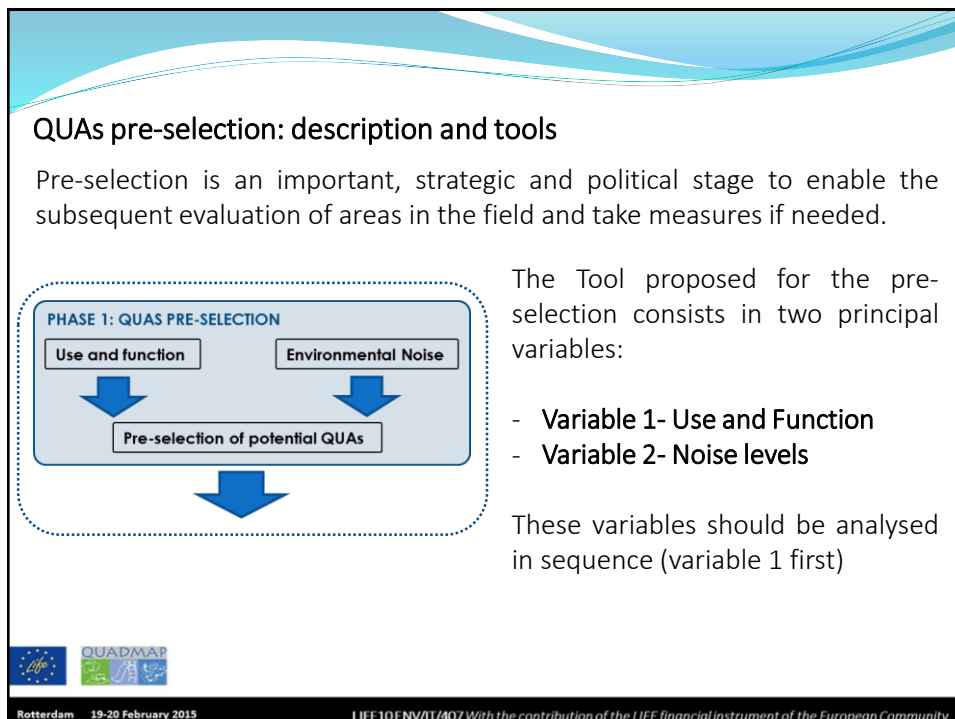 QUAs pre-selection: description and tools
Pre-selection is an important, strategic and political stage to enable the
subsequent evaluation of areas in the field and take measures if needed.
PHASE 1: QUAS PRE-SELECTION
Use and function
Environmental Noise
Pre-selection of potential QUAs
The Tool proposed for the pre-
selection consists in two principal
variables:
- Variable 1- Use and Function
- Variable 2- Noise levels
These variables should be analysed
in sequence (variable 1 first)
Life
QUADMAP
Rotterdam 19-20 February 2015
LIFE10 ENV/IT/407 With the contribution of the LIFE financial instrument of the European Community